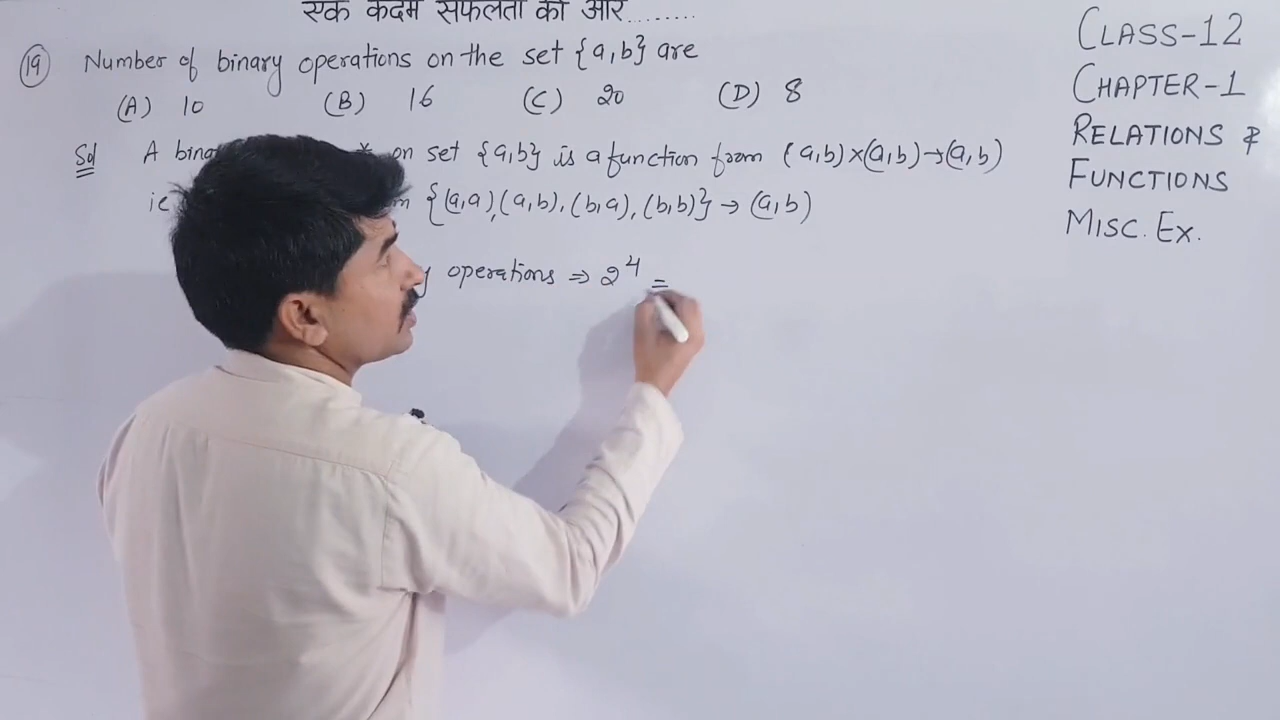 एक कदम सफलता की ओर........
(19) Number of binary operations on the set {a,b} are
(A) 10 (B) 16 (C) 20 (D) 8
Sol A on set {a,b} is a function from (a,b)×(a,b)→(a,b)
ie {(a,a),(a,b),(b,a),(b,b)} → (a,b)
operations ⇒ 2⁴ =
CLASS-12
CHAPTER-1
RELATIONS &
FUNCTIONS
MISC. EX.